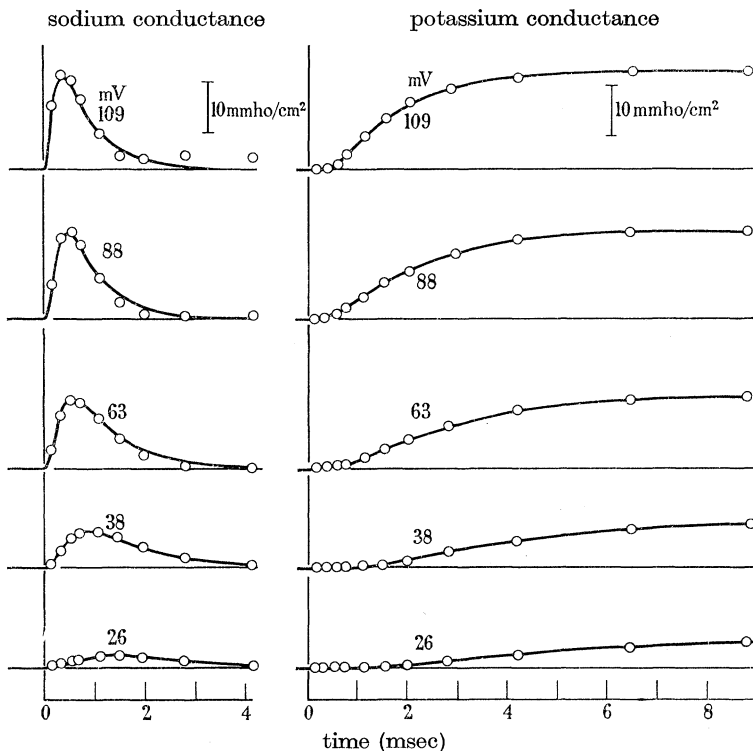 sodium conductance
potassium conductance
mV
109
10 mmho/cm²
mV
109
10 mmho/cm²
88
88
63
63
38
38
26
26
0 2 4
0 2 4 6 8
time (msec)